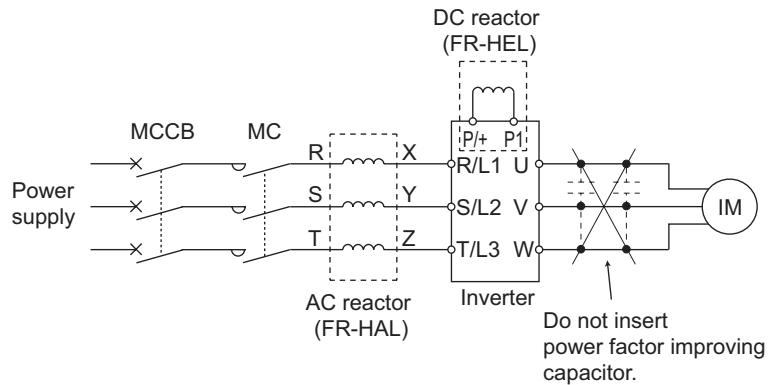 DC reactor
(FR-HEL)
P/+ P1
MCCB
MC
R X
R/L1 U
Power
supply
S Y
S/L2 V
IM
T Z
T/L3 W
AC reactor
(FR-HAL)
Inverter
Do not insert
power factor improving
capacitor.